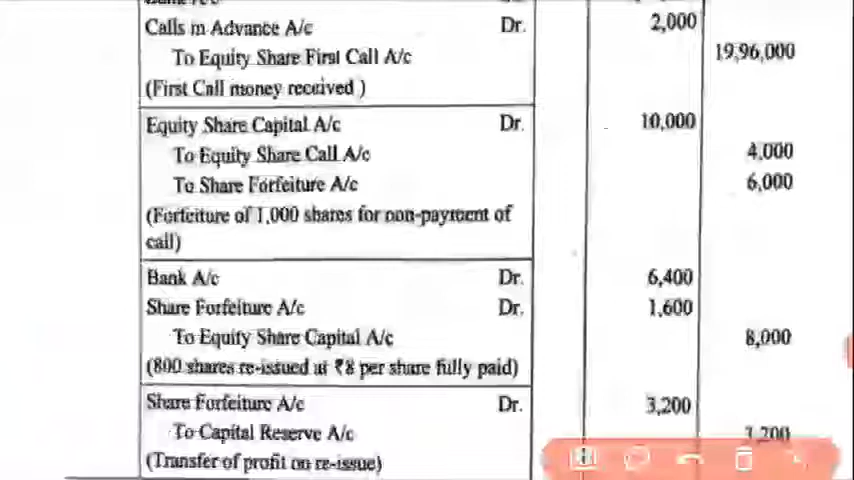 Calls in Advance A/c Dr. 2,000
To Equity Share First Call A/c 19,96,000
(First Call money received )
Equity Share Capital A/c Dr. 10,000
To Equity Share Call A/c 4,000
To Share Forfeiture A/c 6,000
(Forfeiture of 1,000 shares for non-payment of
call)
Bank A/c Dr. 6,400
Share Forfeiture A/c Dr. 1,600
To Equity Share Capital A/c 8,000
(800 shares re-issued at ₹8 per share fully paid)
Share Forfeiture A/c Dr. 3,200
To Capital Reserve A/c 3,200
(Transfer of profit on re-issue)